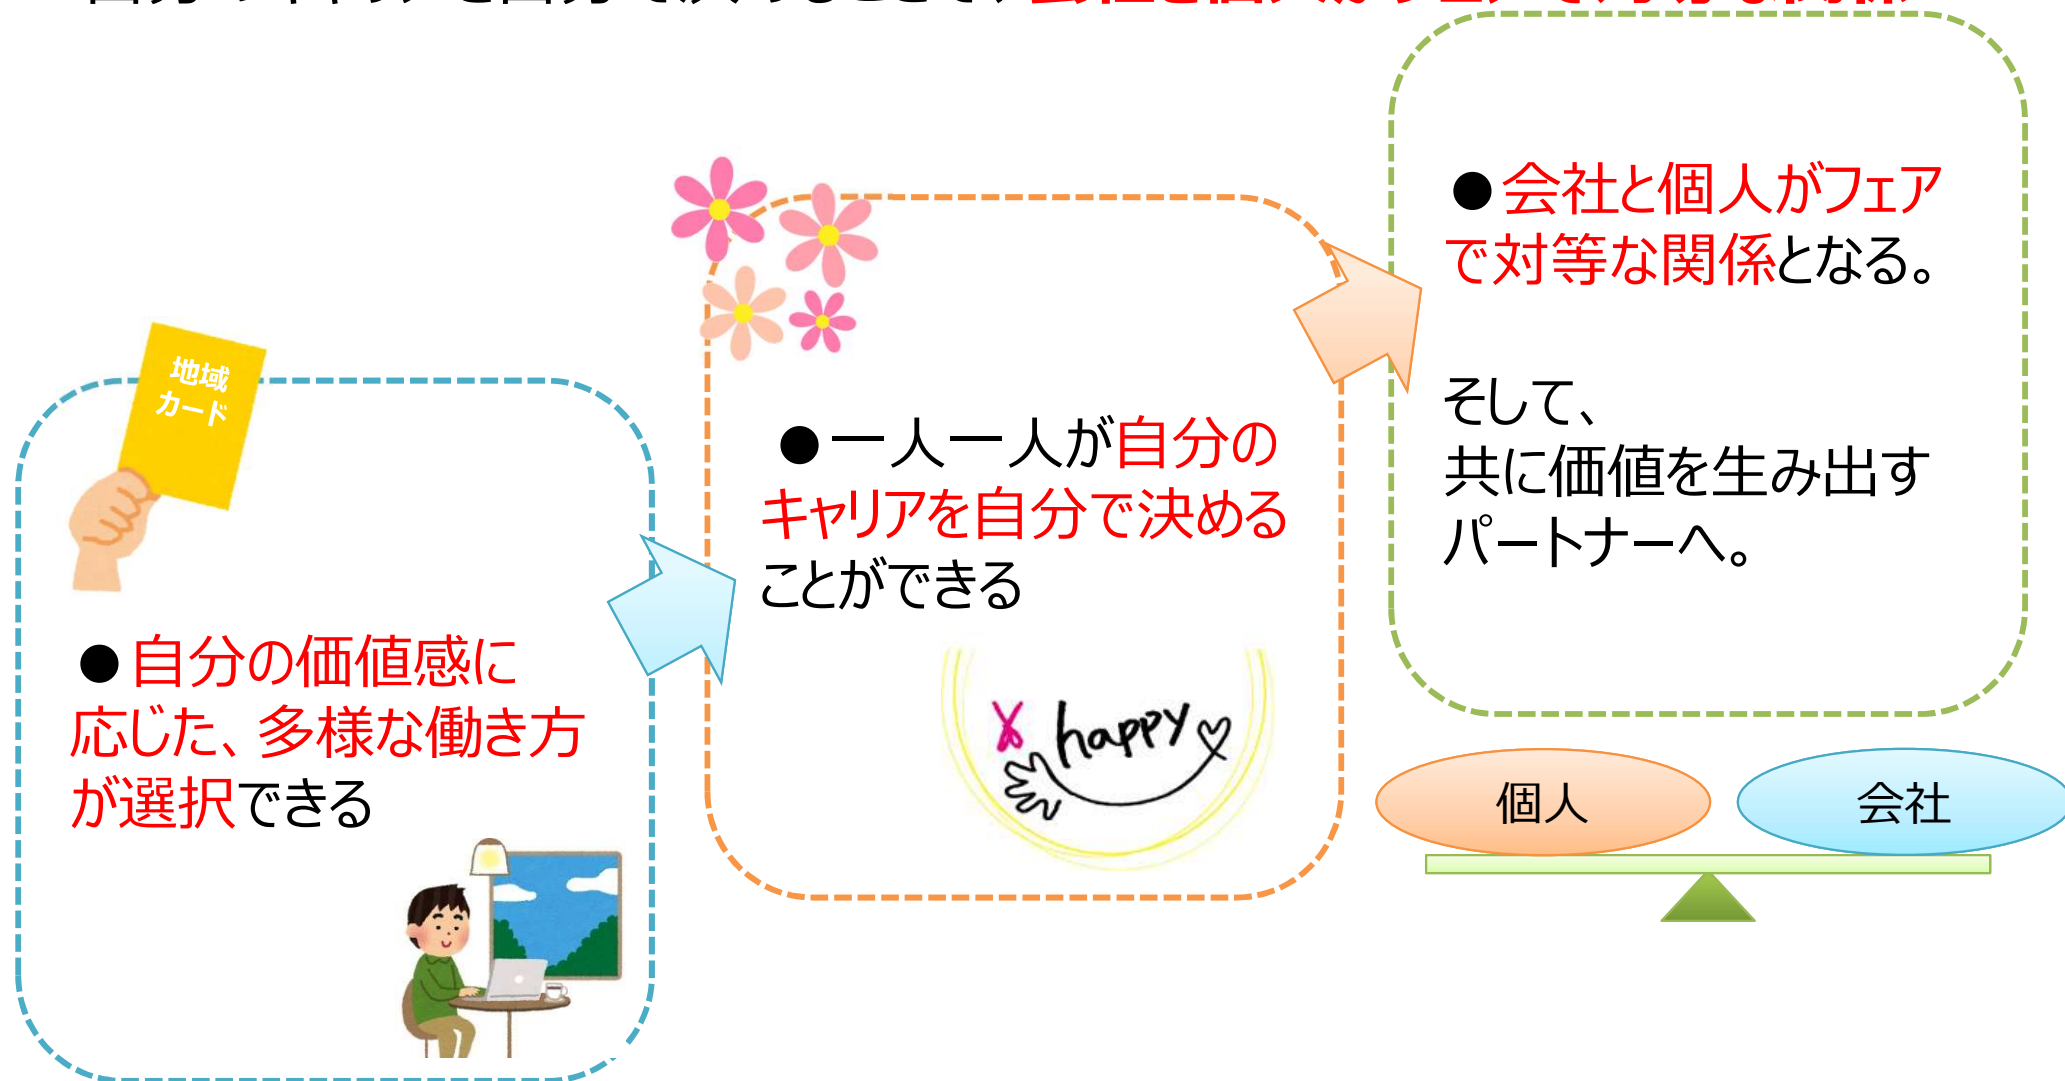 地域
カード
●自分の価値感に
応じた、多様な働き方
が選択できる
●一人一人が自分の
キャリアを自分で決める
ことができる
happy
●会社と個人がフェア
で対等な関係となる。
そして、
共に価値を生み出す
パートナーへ。
個人
会社